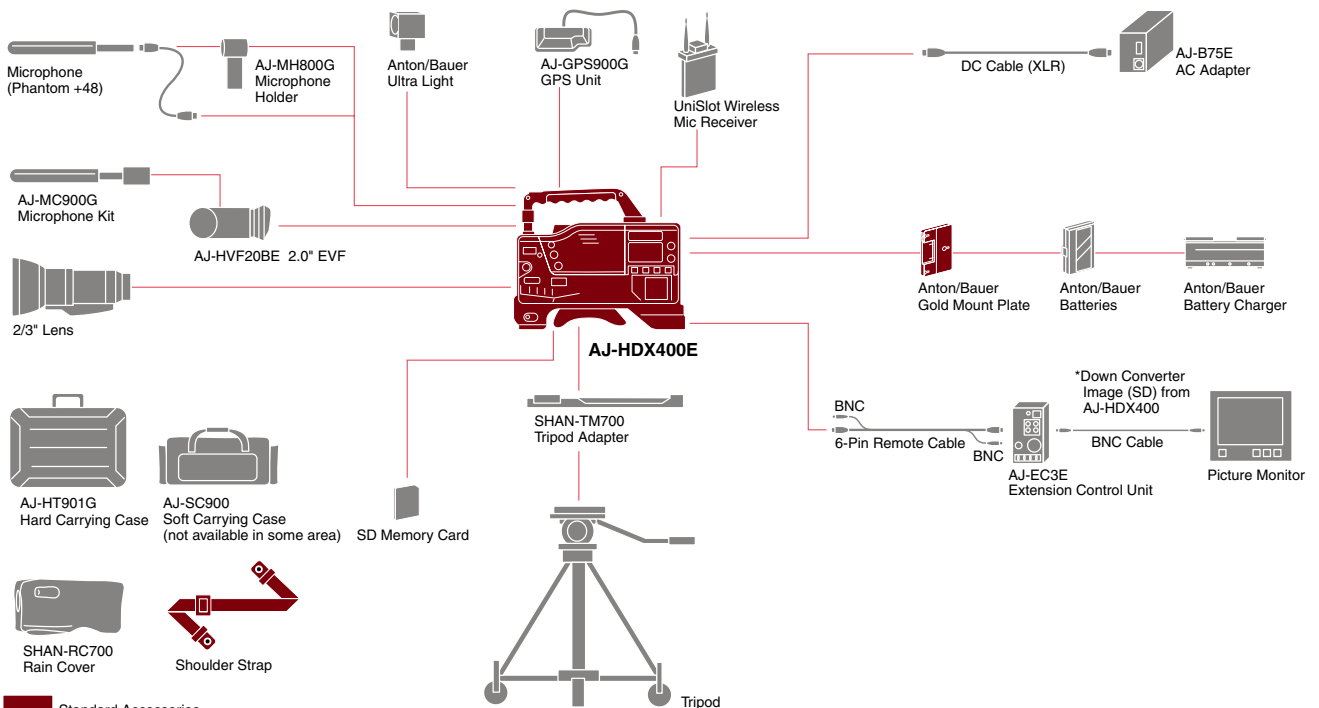 Microphone
(Phantom +48)
AJ-MH800G
Microphone
Holder
Anton/Bauer
Ultra Light
AJ-GPS900G
GPS Unit
UniSlot Wireless
Mic Receiver
DC Cable (XLR)
AJ-B75E
AC Adapter
AJ-MC900G
Microphone Kit
AJ-HVF20BE 2.0" EVF
2/3" Lens
Anton/Bauer
Gold Mount Plate
Anton/Bauer
Batteries
Anton/Bauer
Battery Charger
AJ-HDX400E
SHAN-TM700
Tripod Adapter
BNC
6-Pin Remote Cable
BNC
AJ-EC3E
Extension Control Unit
*Down Converter
Image (SD) from
AJ-HDX400
BNC Cable
Picture Monitor
AJ-HT901G
Hard Carrying Case
AJ-SC900
Soft Carrying Case
(not available in some area)
SD Memory Card
SHAN-RC700
Rain Cover
Shoulder Strap
Tripod
Standard Accessories